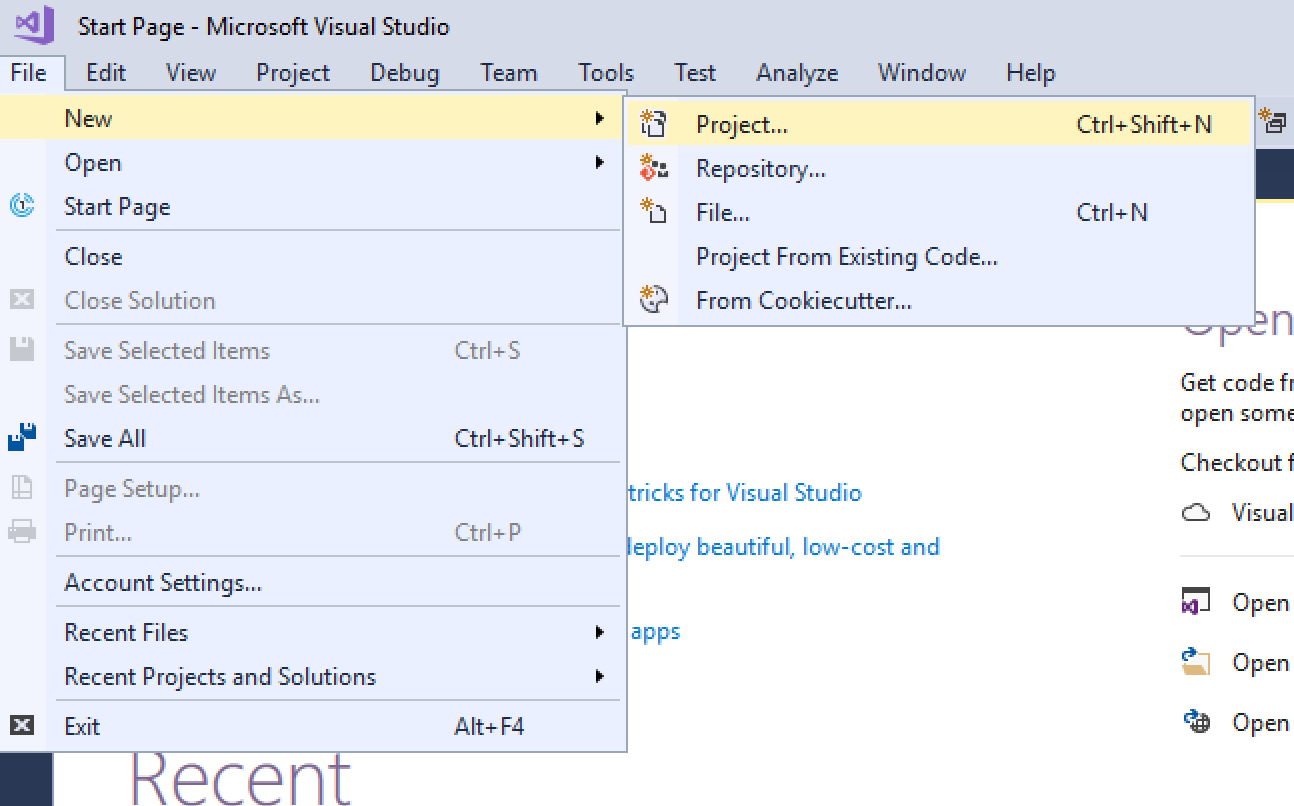 Start Page - Microsoft Visual Studio
File Edit View Project Debug Team Tools Test Analyze Window Help
New
Open
Start Page
Close
Close Solution
Save Selected Items Ctrl+S
Save Selected Items As...
Save All Ctrl+Shift+S
Page Setup...
Print... Ctrl+P
Account Settings...
Recent Files
Recent Projects and Solutions
Exit Alt+F4
Project... Ctrl+Shift+N
Repository...
File... Ctrl+N
Project From Existing Code...
From Cookiecutter...
tricks for Visual Studio
deploy beautiful, low-cost and
apps
Recent
Open
Get code
open some
Checkout
Visual
Open
Open
Open